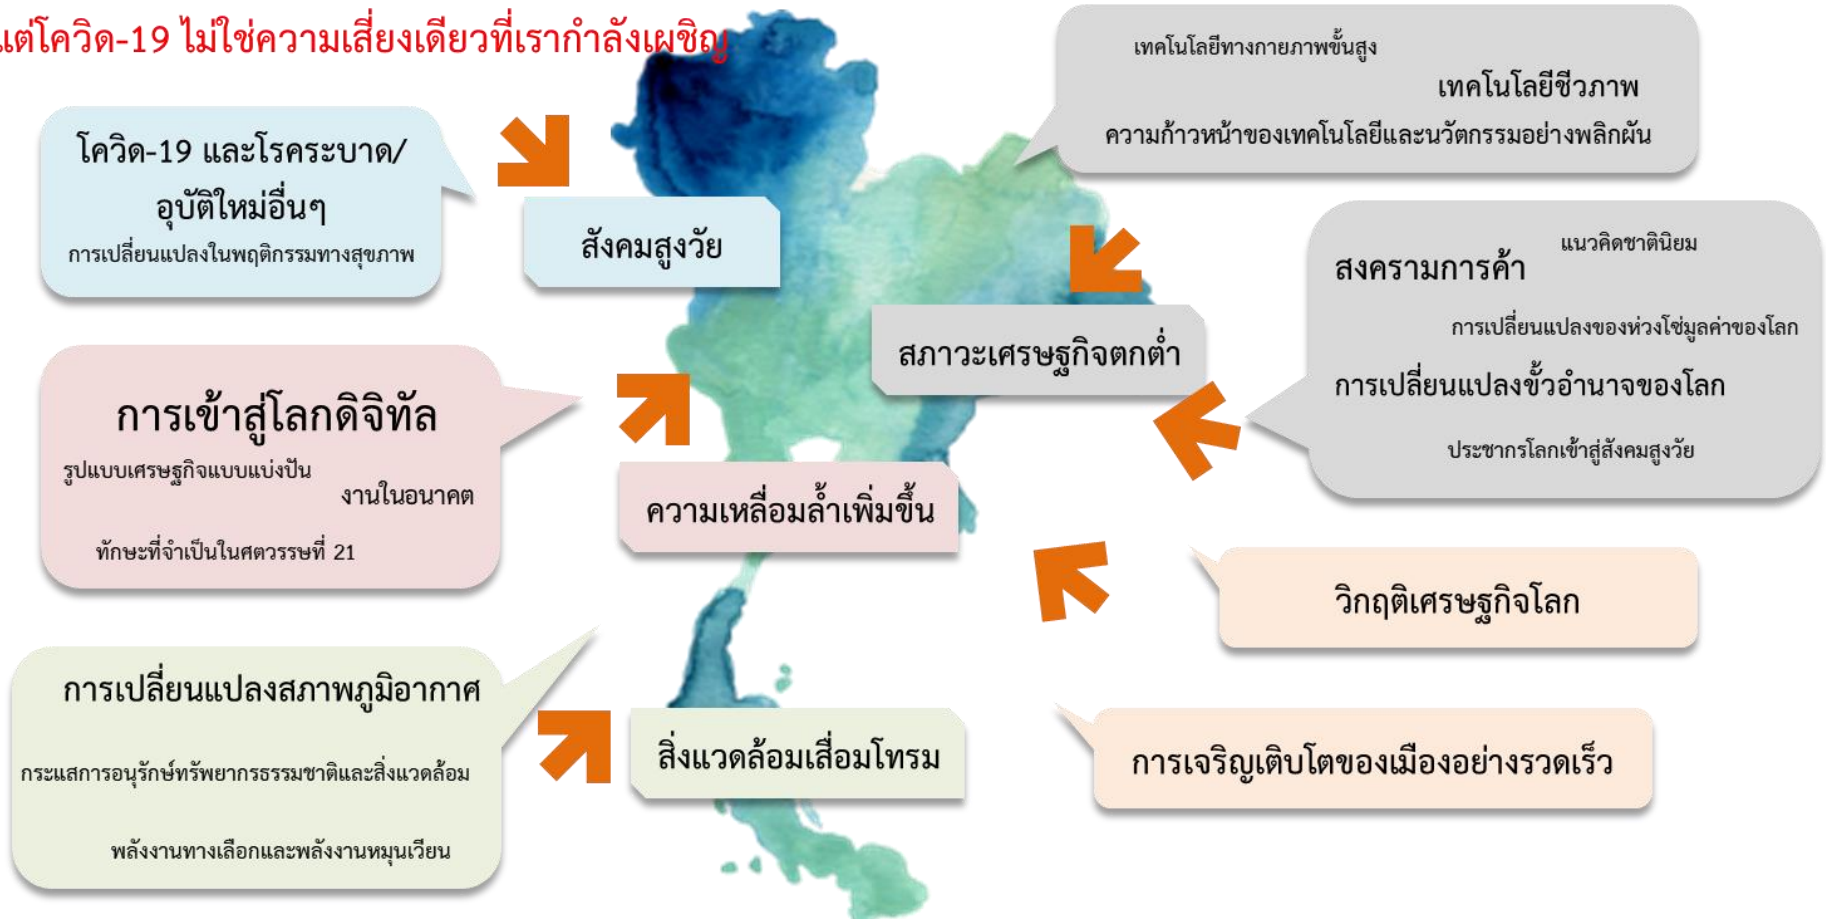 แต่โควิด-19 ไม่ใช่ความเสี่ยงเดียวที่เรากำลังเผชิญ
โควิด-19 และโรคระบาด/
อุบัติใหม่อื่นๆ
การเปลี่ยนแปลงในพฤติกรรมทางสุขภาพ
สังคมสูงวัย
เทคโนโลยีทางกายภาพขั้นสูง
เทคโนโลยีชีวภาพ
ความก้าวหน้าของเทคโนโลยีและนวัตกรรมอย่างพลิกผัน
สภาวะเศรษฐกิจตกต่ำ
แนวคิดชาตินิยม
สงครามการค้า
การเปลี่ยนแปลงของห่วงโซ่มูลค่าของโลก
การเปลี่ยนแปลงขั้วอำนาจของโลก
ประชากรโลกเข้าสู่สังคมสูงวัย
การเข้าสู่โลกดิจิทัล
รูปแบบเศรษฐกิจแบบแบ่งปัน
งานในอนาคต
ทักษะที่จำเป็นในศตวรรษที่ 21
ความเหลื่อมล้ำเพิ่มขึ้น
วิกฤติเศรษฐกิจโลก
การเปลี่ยนแปลงสภาพภูมิอากาศ
กระแสการอนุรักษ์ทรัพยากรธรรมชาติและสิ่งแวดล้อม
พลังงานทางเลือกและพลังงานหมุนเวียน
สิ่งแวดล้อมเสื่อมโทรม
การเจริญเติบโตของเมืองอย่างรวดเร็ว